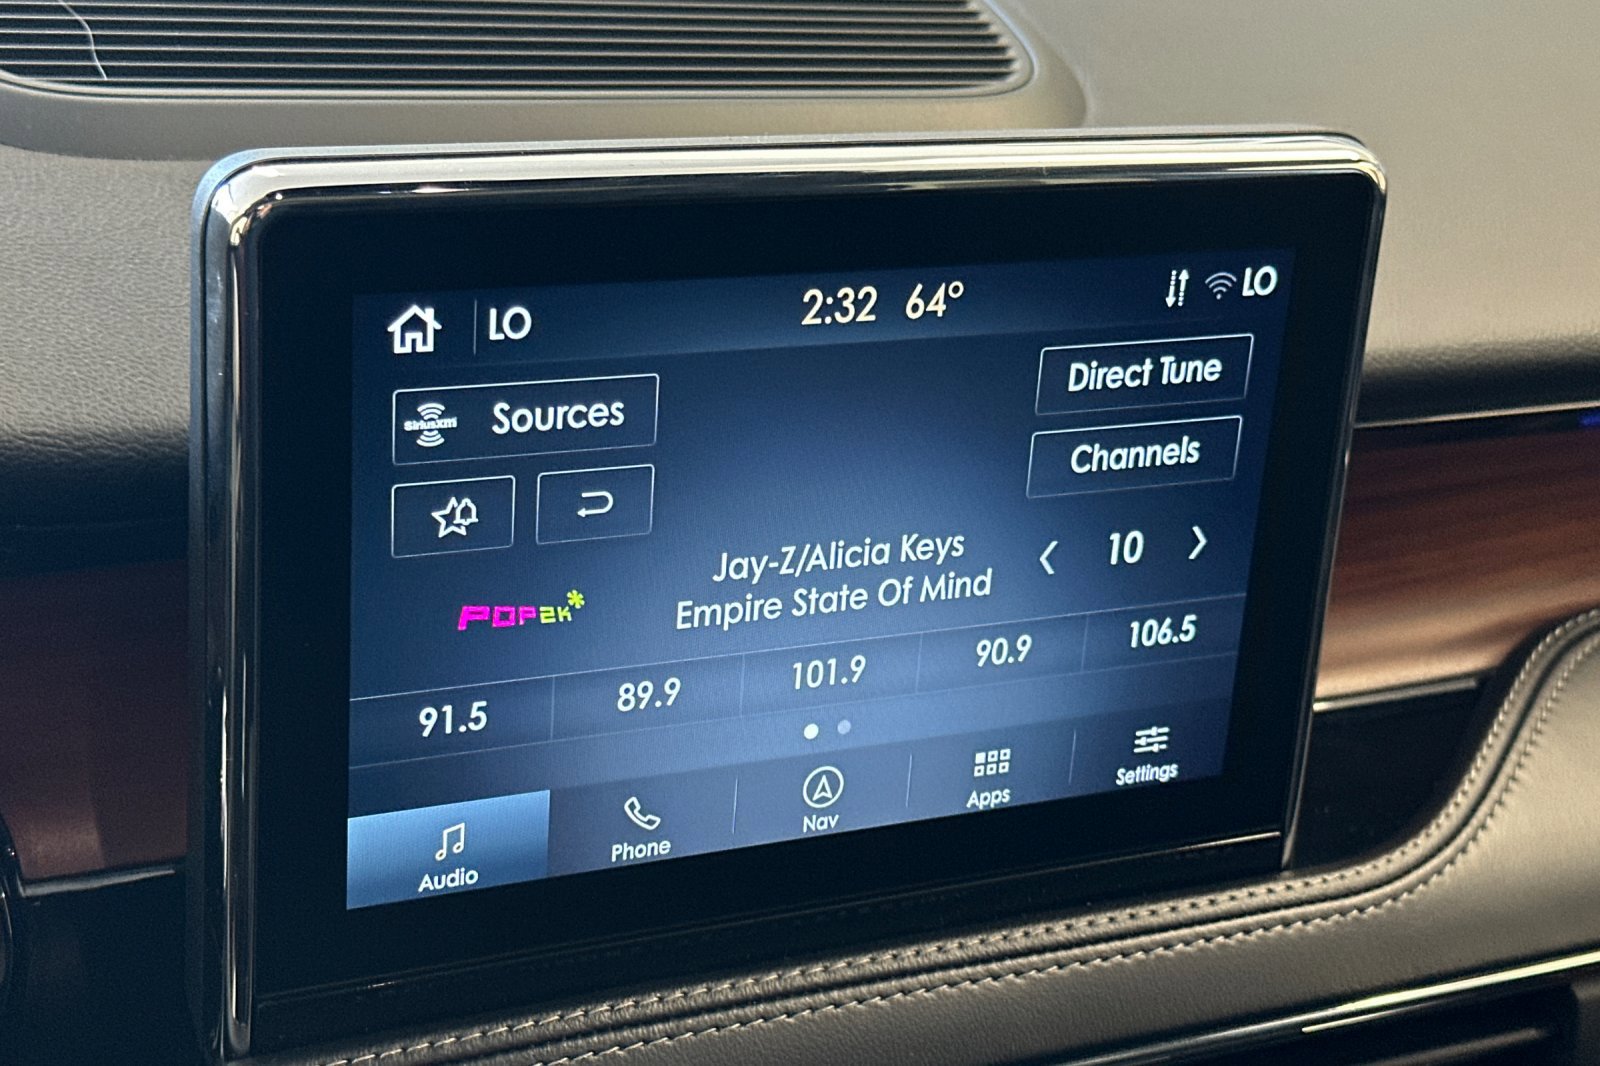 LO
2:32 64°
LO
SiriusXM Sources
Direct Tune
Channels
Jay-Z/Alicia Keys
Empire State Of Mind
10
POP2K*
91.5
89.9
101.9
90.9
106.5
Audio
Phone
Nav
Apps
Settings